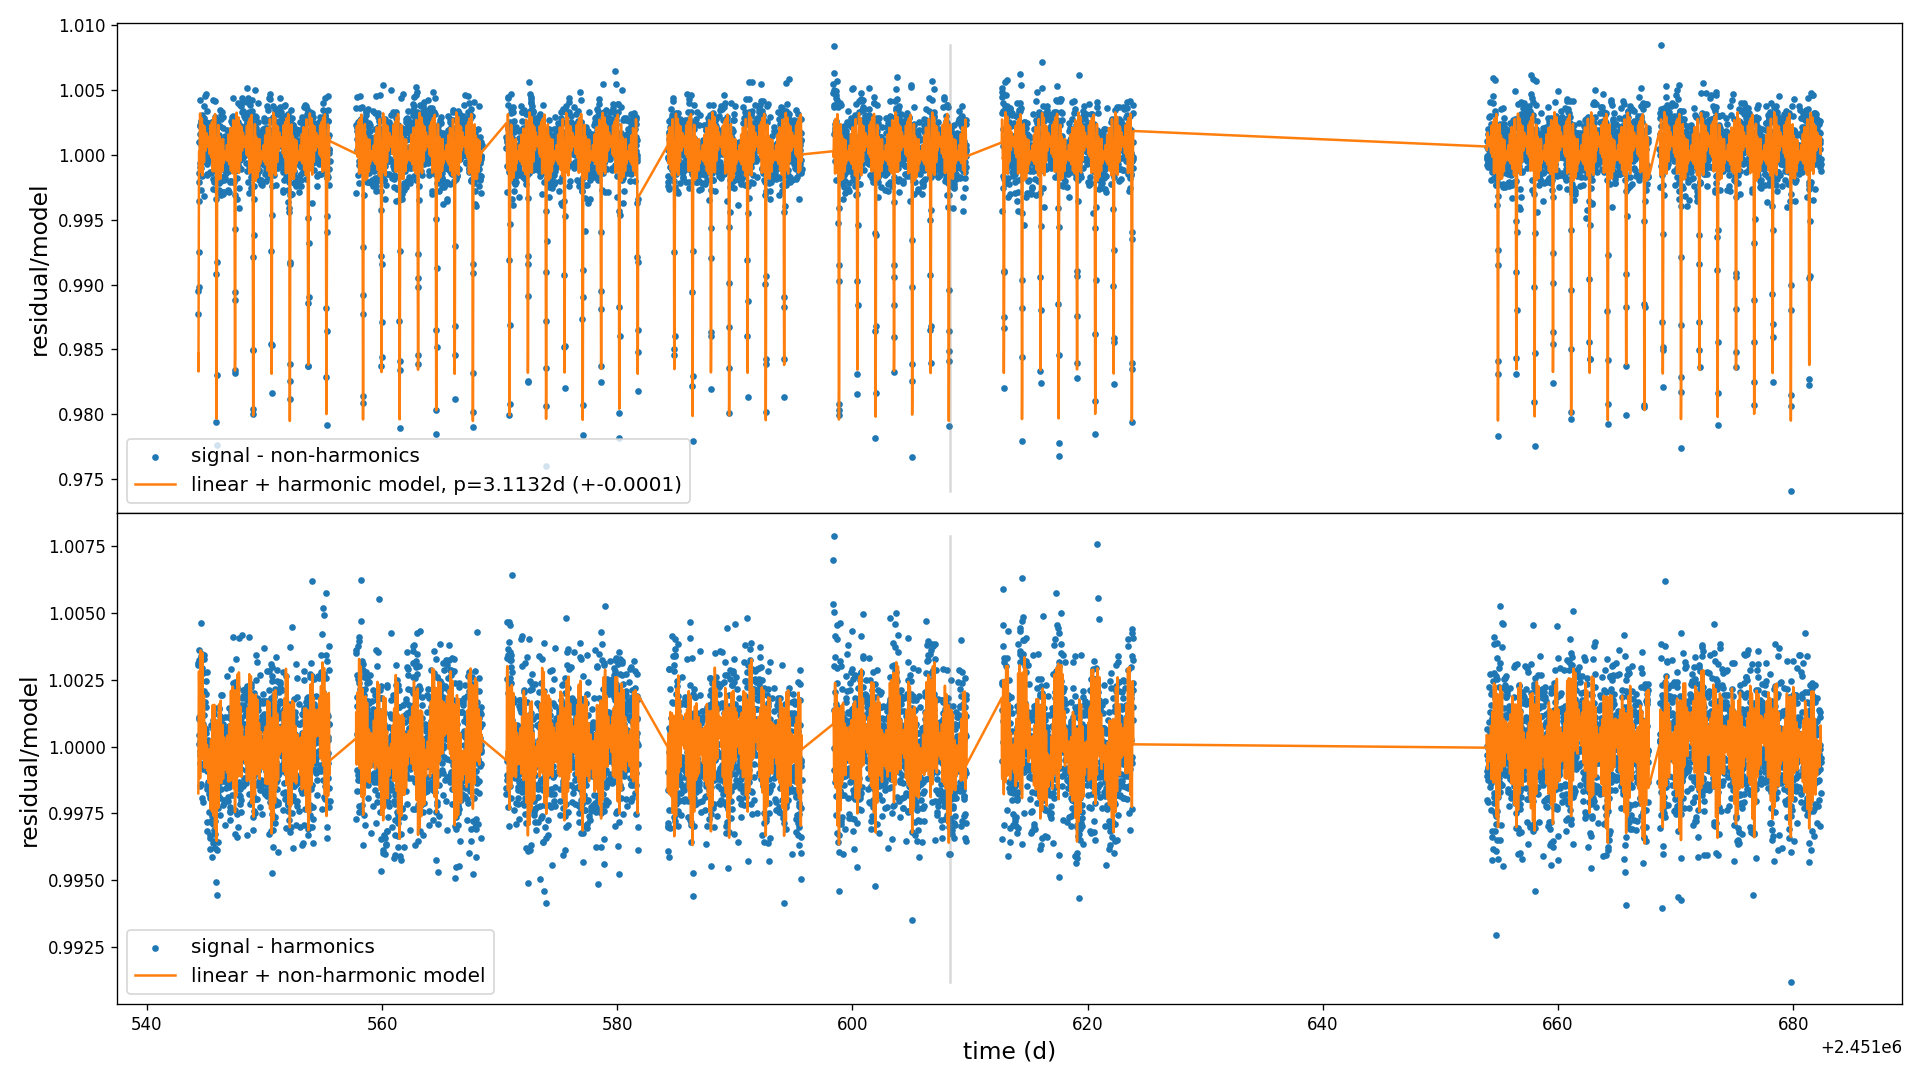 1.010
1.005
1.000
0.995
0.990
0.985
0.980
0.975
residual/model
signal - non-harmonics
linear + harmonic model, p=3.1132d (+-0.0001)
1.0075
1.0050
1.0025
1.0000
0.9975
0.9950
0.9925
residual/model
signal - harmonics
linear + non-harmonic model
540 560 580 600 620 640 660 680
time (d)
+2.451e6